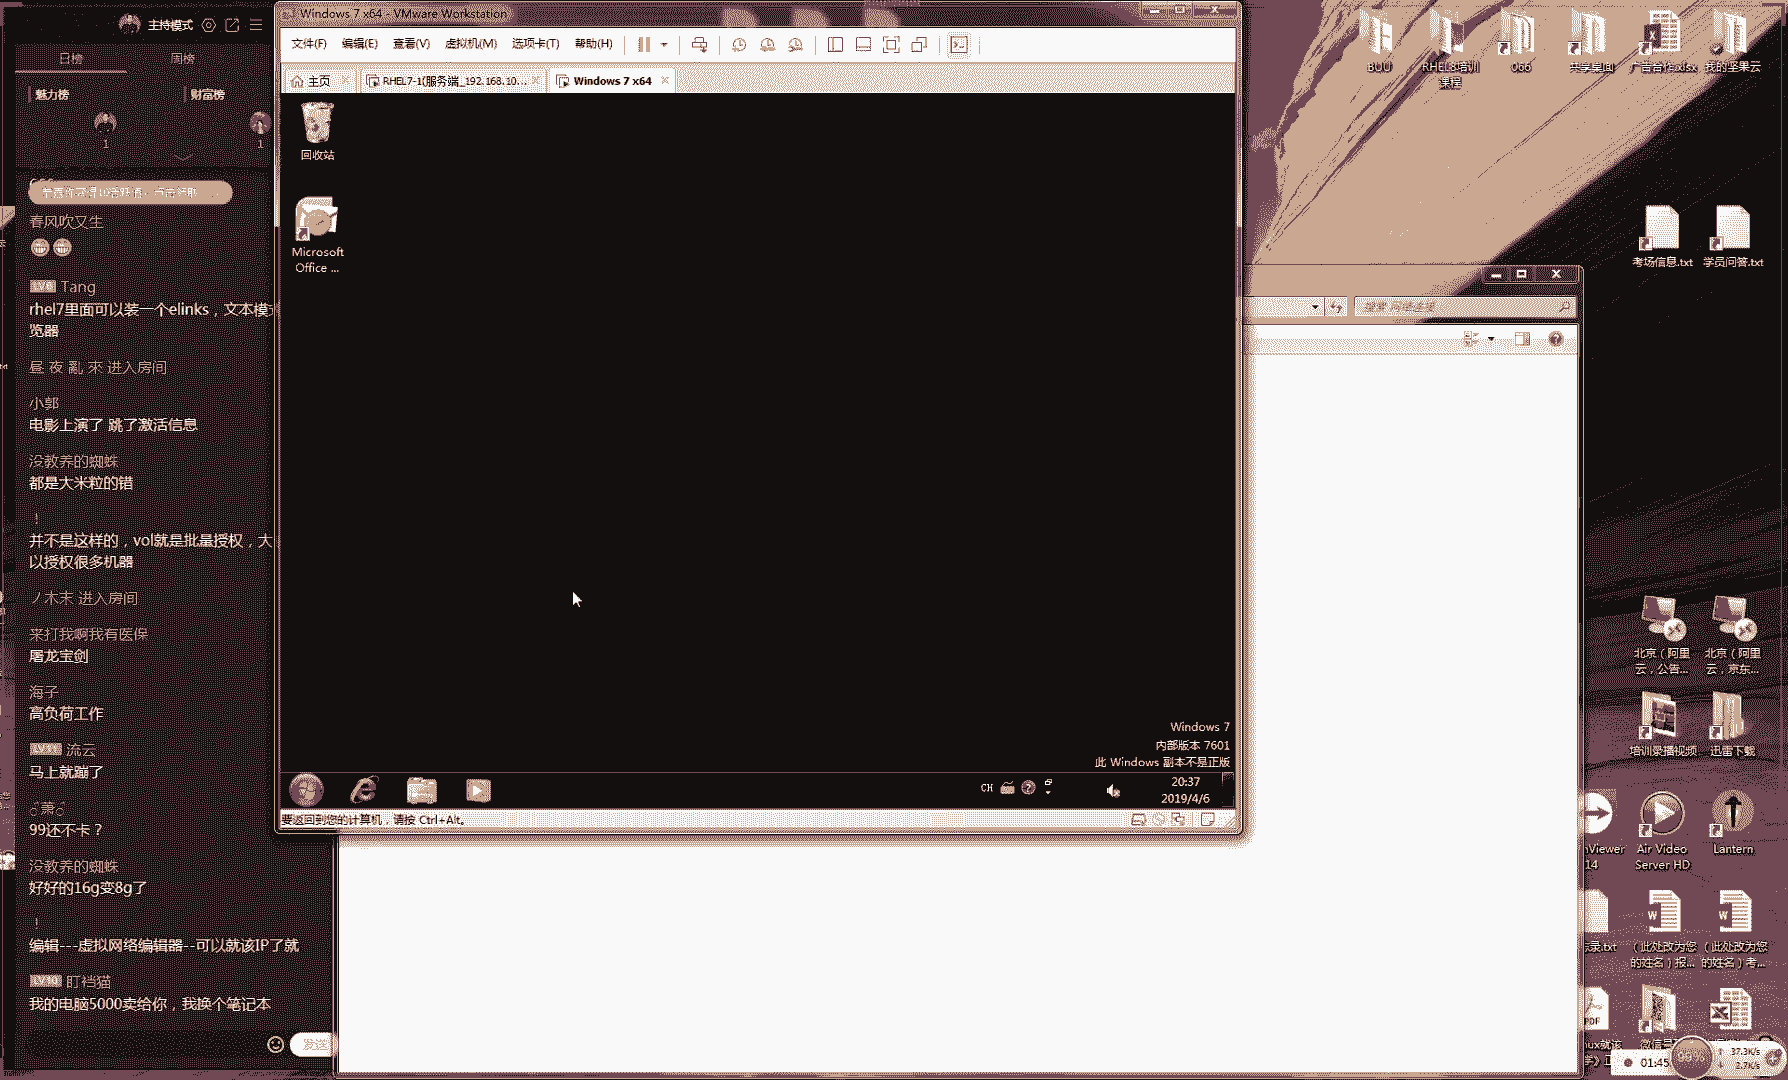 主持模式
日榜 周榜
魅力榜 财富榜
1 1
春风吹又生
LV6 Tang
rhel7里面可以装一个elinks，文本模
览器
昼 夜 亂 來 进入房间
小郭
电影上演了 跳了激活信息
没教养的蜘蛛
都是大米粒的错
！
并不是这样的，vol就是批量授权，大
以授权很多机器
ノ木末 进入房间
来打我啊我有医保
屠龙宝剑
海子
高负荷工作
LV11 流云
马上就蹦了
♂萧♂
99还不卡？
没教养的蜘蛛
好好的16g变8g了
！
编辑---虚拟网络编辑器--可以就该IP了就
LV10 盯裆猫
我的电脑5000卖给你，我换个笔记本
发送
Windows 7 x64 - VMware Workstation
文件(F) 编辑(E) 查看(V) 虚拟机(M) 选项卡(T) 帮助(H)
主页 RHEL7-1(服务端_192.168.10... Windows 7 x64
回收站
Microsoft
Office ...
Windows 7
内部版本 7601
此 Windows 副本不是正版
CH
20:37
2019/4/6
要返回到您的计算机，请按 Ctrl+Alt。
搜索 网络连接
RHEL8培训
课程
066
共享桌面
广告合作.xlsx
我的坚果云
考场信息.txt
学员问答.txt
北京（阿里
云，公告...
北京（阿里
云，京东...
培训录播视频
迅雷下载
nViewer
14
Air Video
Server HD
Lantern
录.txt
（此处改为您
的姓名）报...
（此处改为您
的姓名）考...
PDF
nux就该
01:45
99%
37.3K/s
2.7K/s